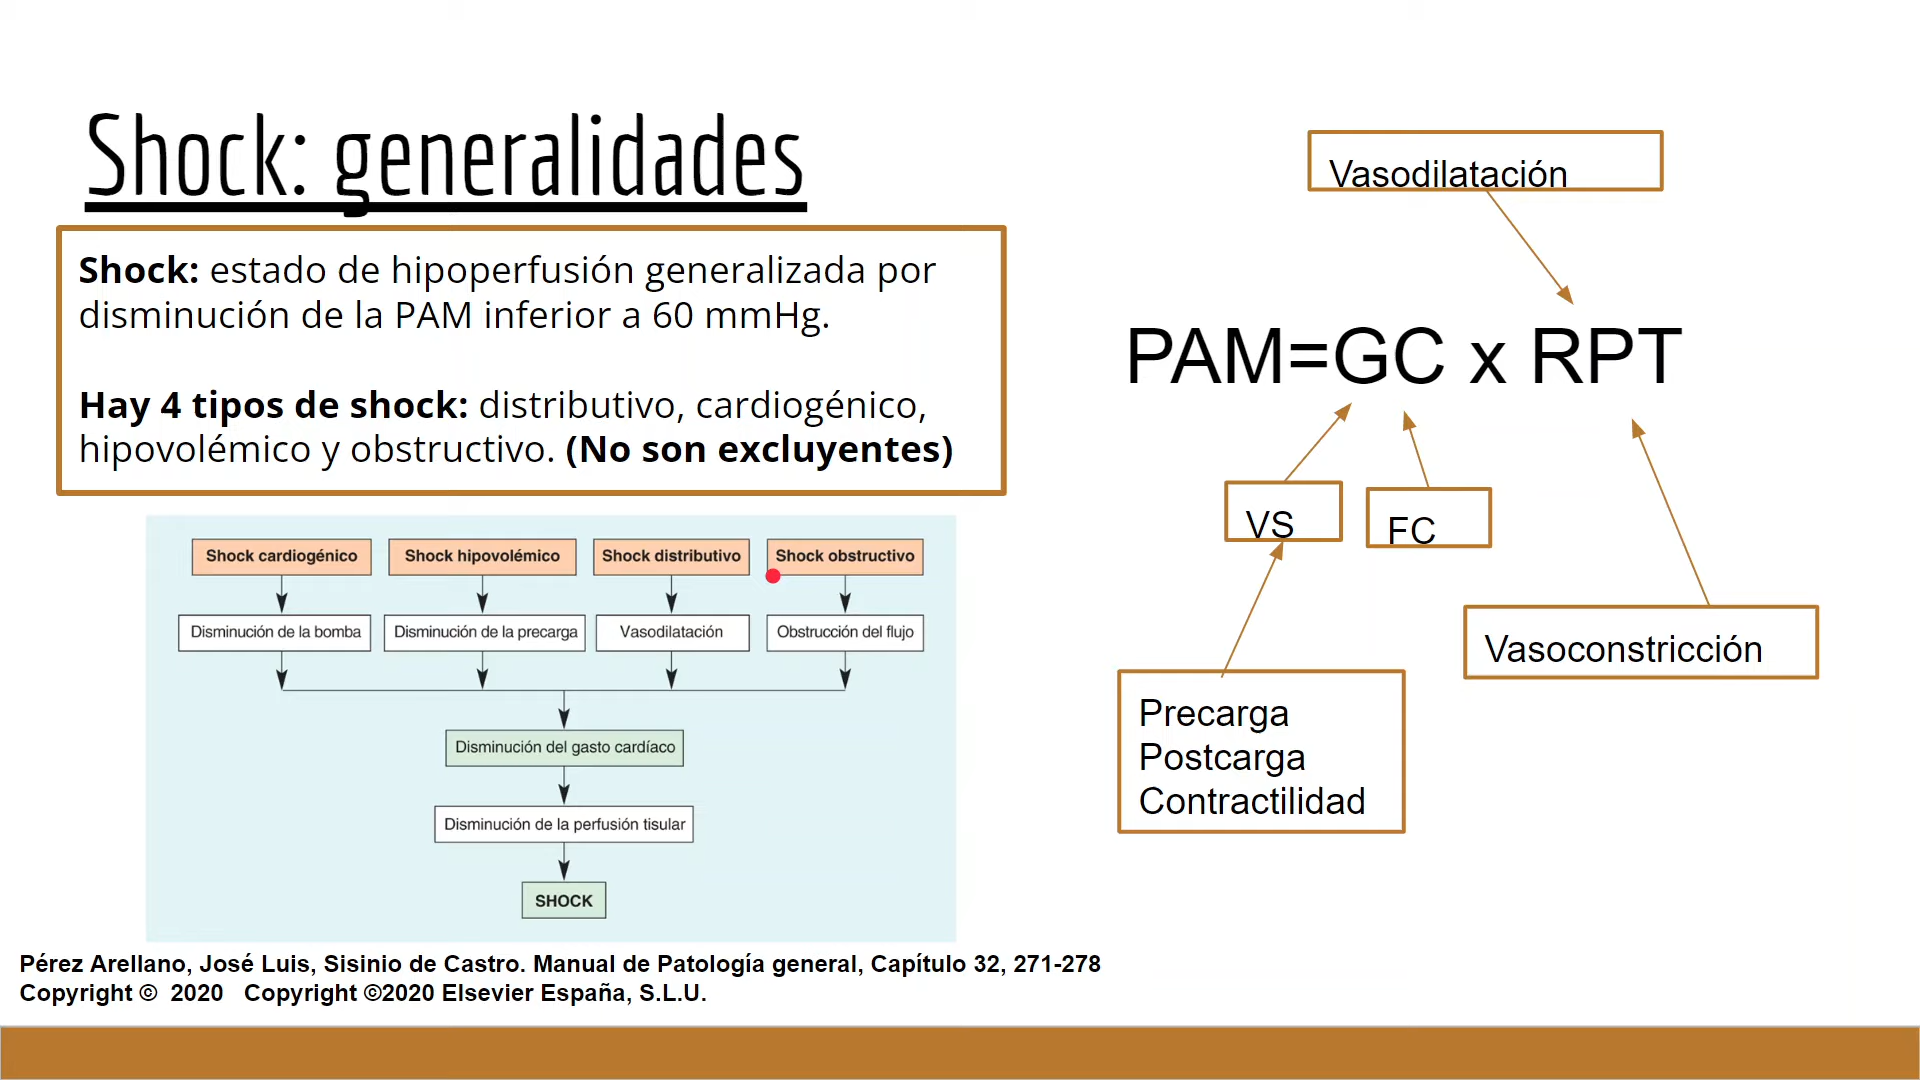 Shock: generalidades
Shock: estado de hipoperfusión generalizada por
disminución de la PAM inferior a 60 mmHg.
Hay 4 tipos de shock: distributivo, cardiogénico,
hipovolémico y obstructivo. (No son excluyentes)
Shock cardiogénico
Shock hipovolémico
Shock distributivo
Shock obstructivo
Disminución de la bomba
Disminución de la precarga
Vasodilatación
Obstrucción del flujo
Disminución del gasto cardíaco
Disminución de la perfusión tisular
SHOCK
Vasodilatación
PAM=GC x RPT
VS
FC
Vasoconstricción
Precarga
Postcarga
Contractilidad
Pérez Arellano, José Luis, Sisinio de Castro. Manual de Patología general, Capítulo 32, 271-278
Copyright © 2020 Copyright ©2020 Elsevier España, S.L.U.